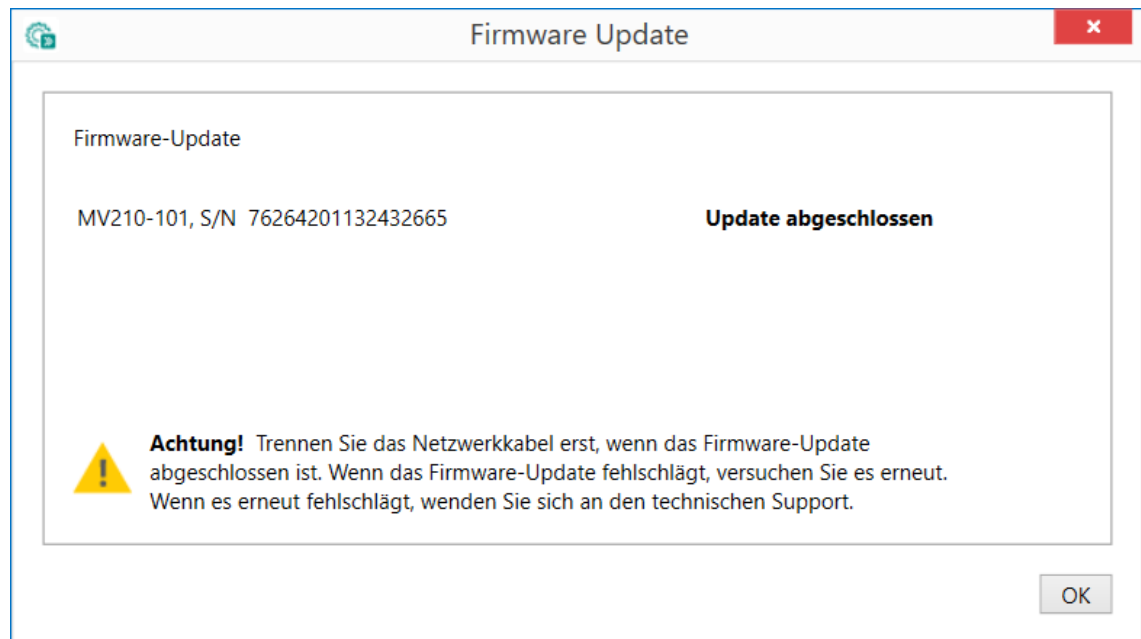 Firmware Update
Firmware-Update
MV210-101, S/N 76264201132432665 Update abgeschlossen
Achtung! Trennen Sie das Netzwerkkabel erst, wenn das Firmware-Update
abgeschlossen ist. Wenn das Firmware-Update fehlschlägt, versuchen Sie es erneut.
Wenn es erneut fehlschlägt, wenden Sie sich an den technischen Support.
OK